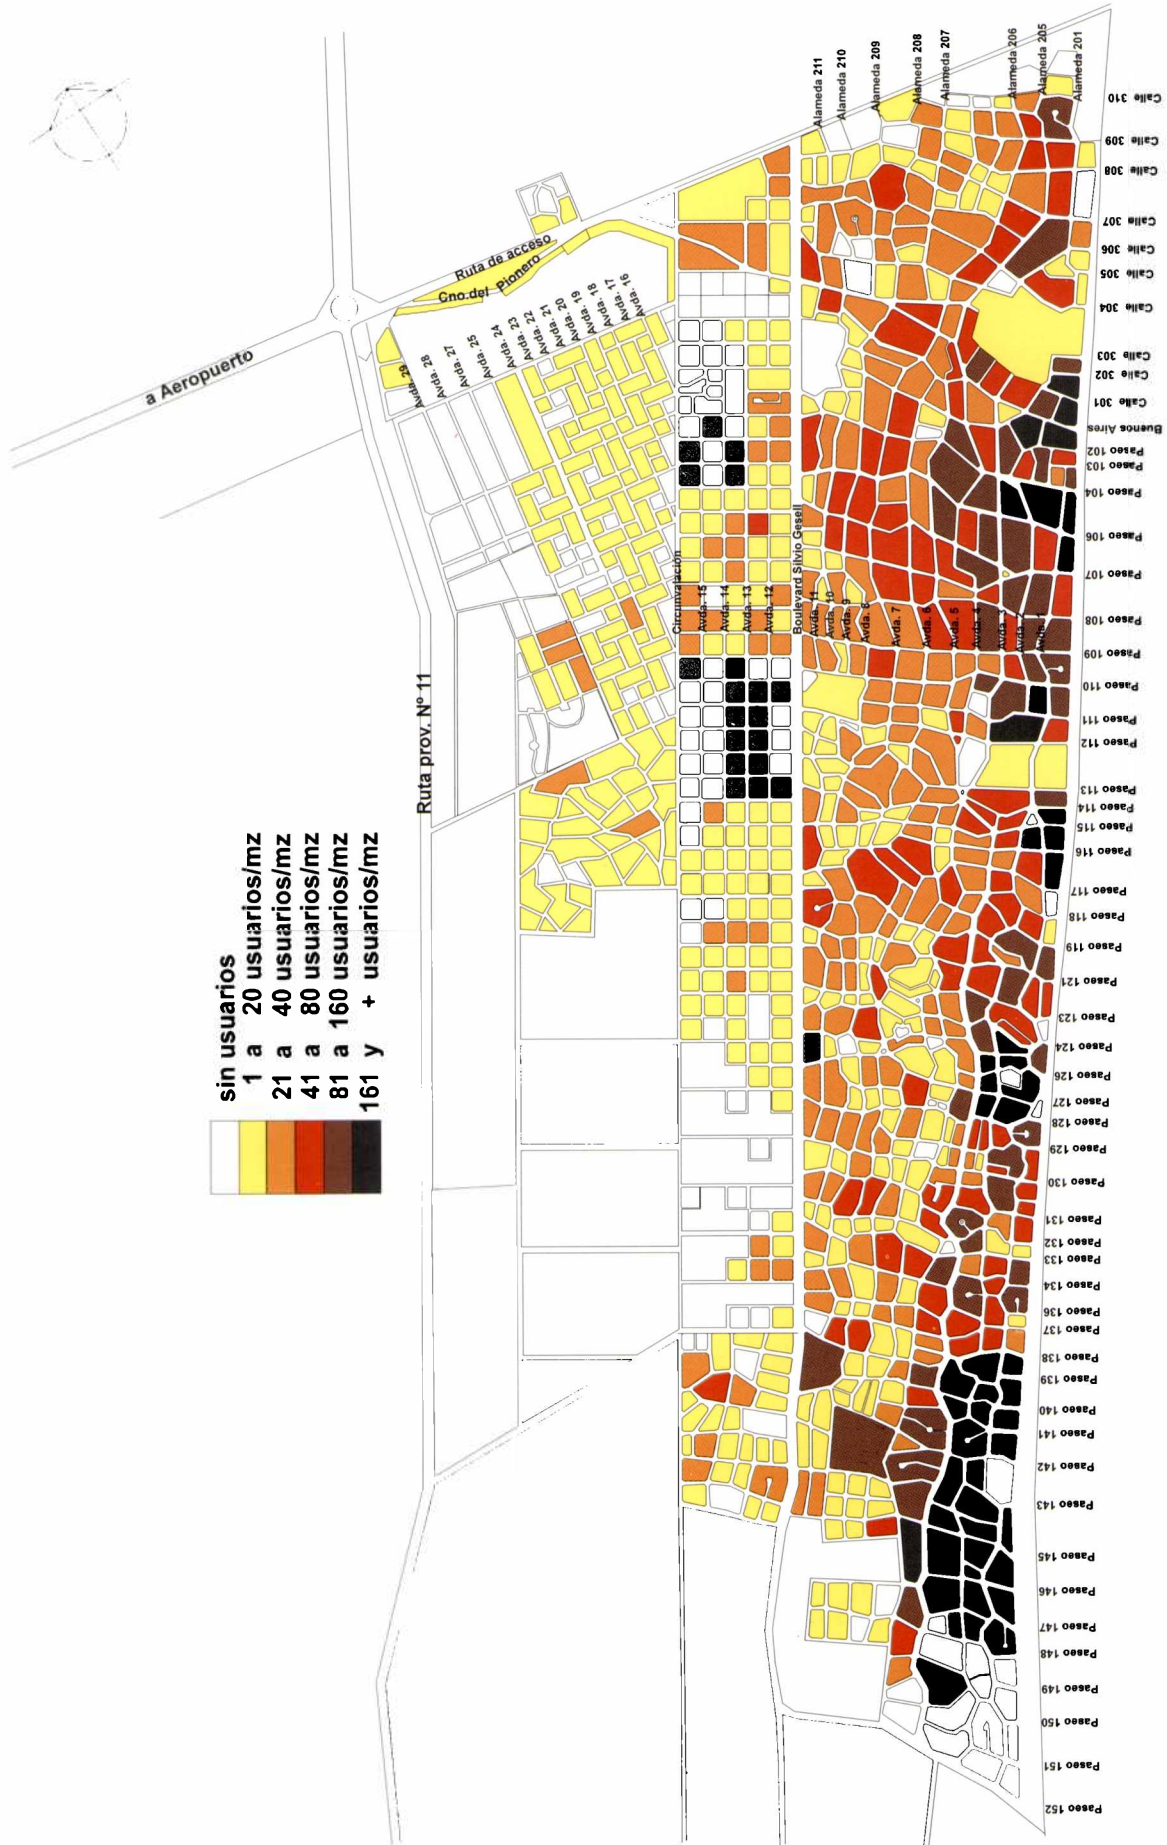 a Aeropuerto
Ruta de acceso
Cno.del Pionero
Ruta prov. Nº 11
sin usuarios
1 a 20 usuarios/mz
21 a 40 usuarios/mz
41 a 80 usuarios/mz
81 a 160 usuarios/mz
161 y + usuarios/mz
Avda. 29
Avda. 28
Avda. 27
Avda. 25
Avda. 24
Avda. 23
Avda. 22
Avda. 21
Avda. 20
Avda. 19
Avda. 18
Avda. 17
Avda. 16
Circunvalación
Avda. 15
Avda. 14
Avda. 13
Avda. 12
Boulevard Silvio Gesell
Avda. 11
Avda. 10
Avda. 9
Avda. 8
Avda. 7
Avda. 6
Avda. 5
Avda. 4
Avda. 3
Avda. 1
Alameda 211
Alameda 210
Alameda 209
Alameda 208
Alameda 207
Alameda 206
Alameda 205
Alameda 201
Calle 310
Calle 309
Calle 308
Calle 307
Calle 306
Calle 305
Calle 304
Calle 303
Calle 302
Calle 301
Buenos Aires
Paseo 102
Paseo 103
Paseo 104
Paseo 106
Paseo 107
Paseo 108
Paseo 109
Paseo 110
Paseo 111
Paseo 112
Paseo 113
Paseo 114
Paseo 115
Paseo 116
Paseo 117
Paseo 118
Paseo 119
Paseo 121
Paseo 123
Paseo 124
Paseo 126
Paseo 127
Paseo 128
Paseo 129
Paseo 130
Paseo 131
Paseo 132
Paseo 133
Paseo 134
Paseo 136
Paseo 137
Paseo 138
Paseo 139
Paseo 140
Paseo 141
Paseo 142
Paseo 143
Paseo 145
Paseo 146
Paseo 147
Paseo 148
Paseo 149
Paseo 150
Paseo 151
Paseo 152